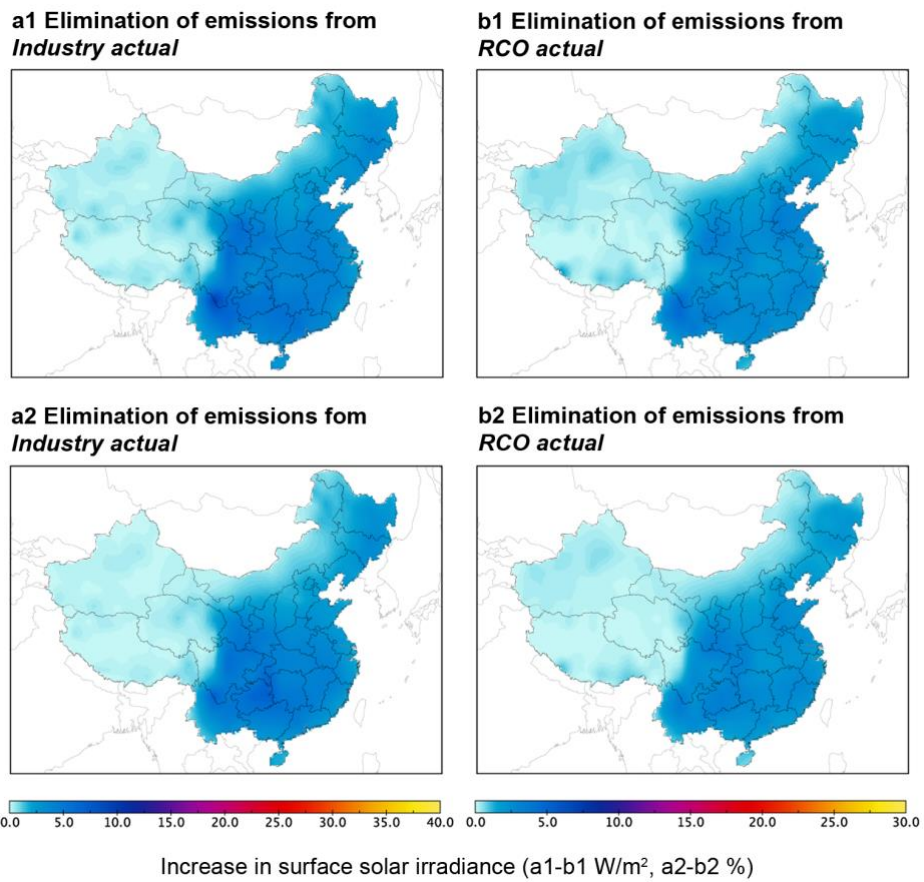 a1 Elimination of emissions from
Industry actual
b1 Elimination of emissions from
RCO actual
a2 Elimination of emissions fom
Industry actual
b2 Elimination of emissions from
RCO actual
0.0 5.0 10.0 15.0 20.0 25.0 30.0 35.0 40.0
0.0 5.0 10.0 15.0 20.0 25.0 30.0
Increase in surface solar irradiance (a1-b1 W/m², a2-b2 %)